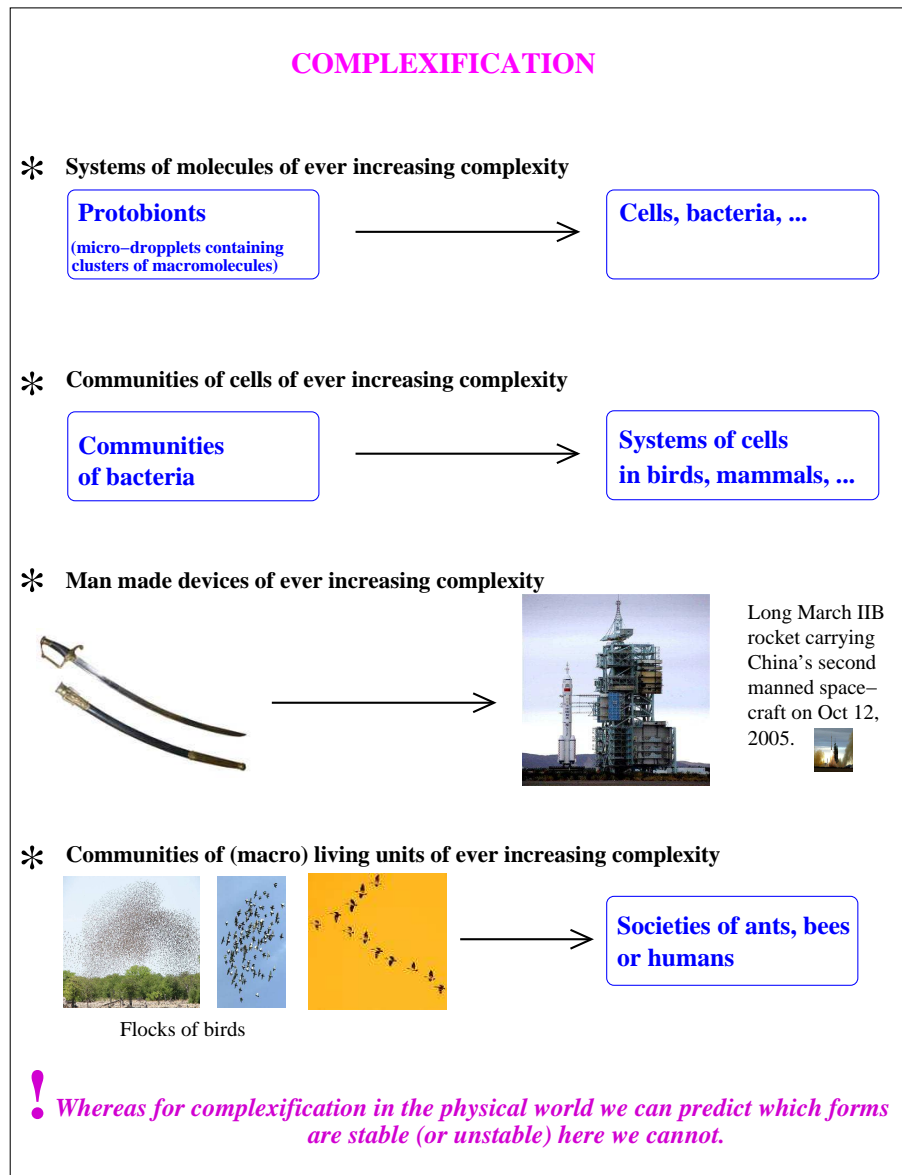 COMPLEXIFICATION
* Systems of molecules of ever increasing complexity
Protobionts
(micro−dropplets containing
clusters of macromolecules)
Cells, bacteria, ...
* Communities of cells of ever increasing complexity
Communities
of bacteria
Systems of cells
in birds, mammals, ...
* Man made devices of ever increasing complexity
Long March IIB
rocket carrying
China's second
manned space−
craft on Oct 12,
2005.
* Communities of (macro) living units of ever increasing complexity
Flocks of birds
Societies of ants, bees
or humans
! Whereas for complexification in the physical world we can predict which forms
are stable (or unstable) here we cannot.